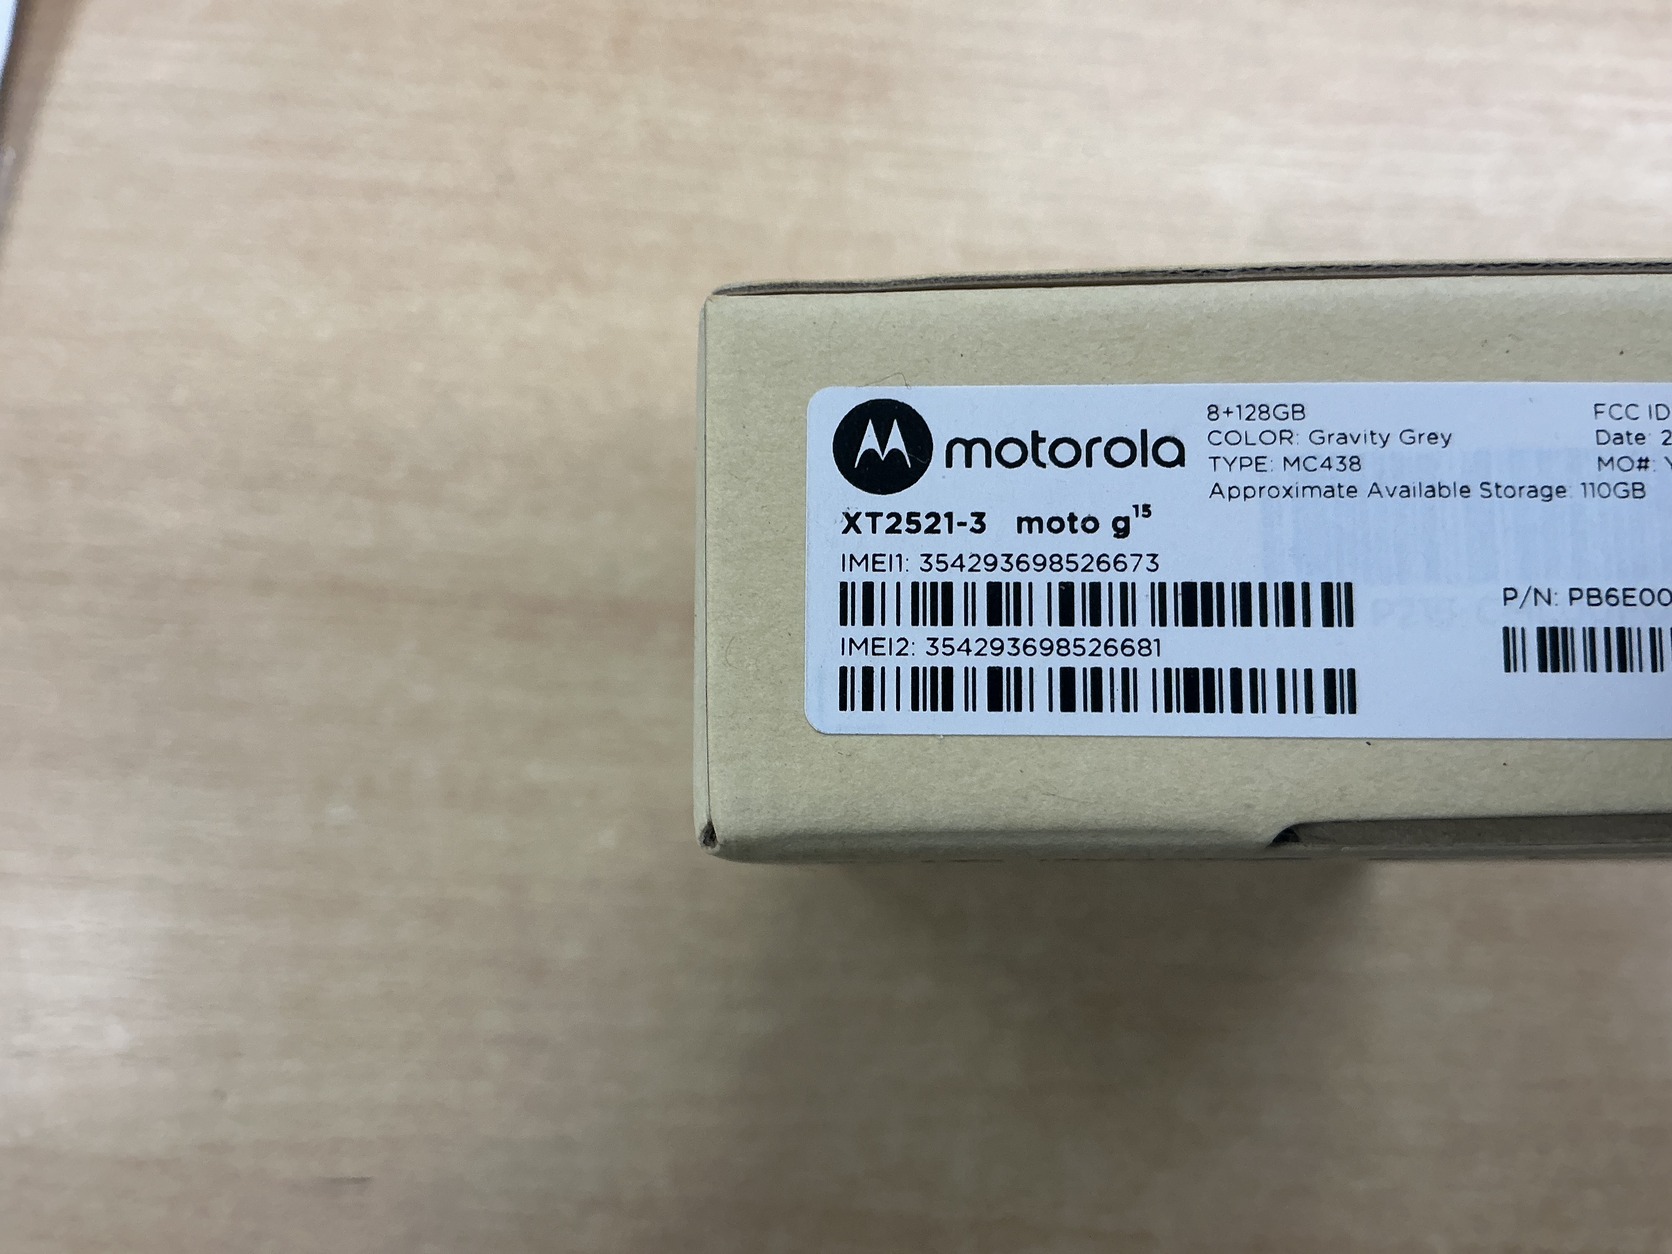 motorola
8+128GB
COLOR: Gravity Grey
TYPE: MC438
Approximate Available Storage: 110GB
FCC ID
Date: 2
MO#:
XT2521-3 moto g15
IMEI1: 354293698526673
IMEI2: 354293698526681
P/N: PB6E00